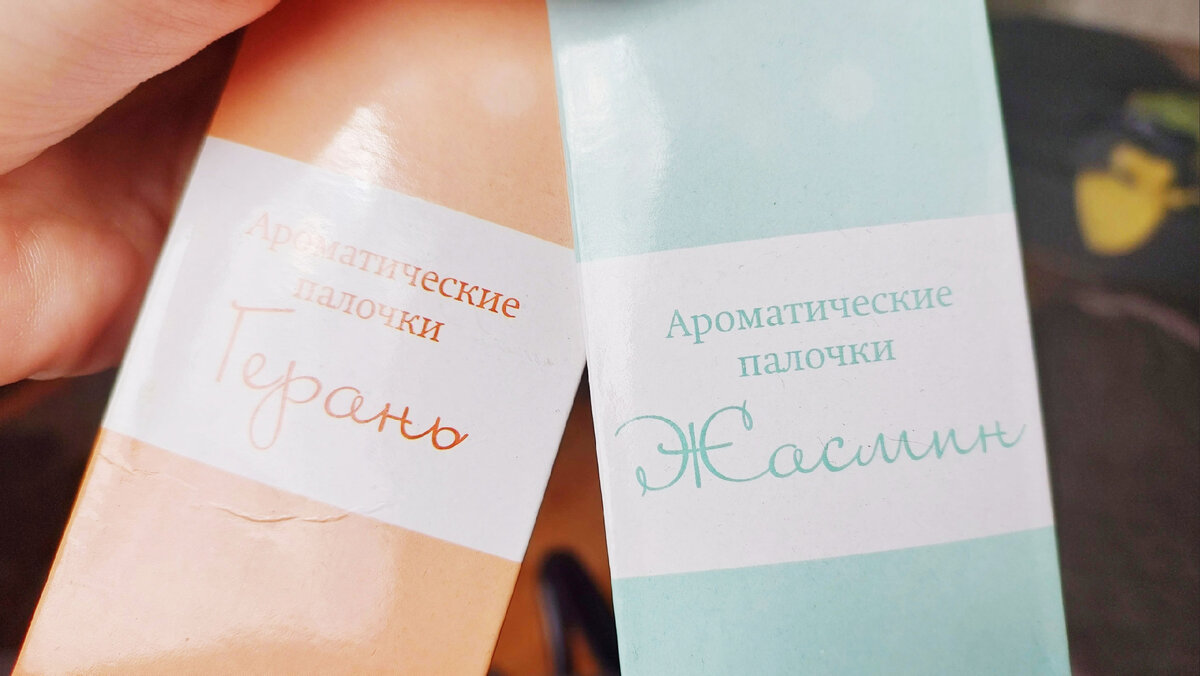 Ароматические
палочки
Герань
Ароматические
палочки
Жасмин